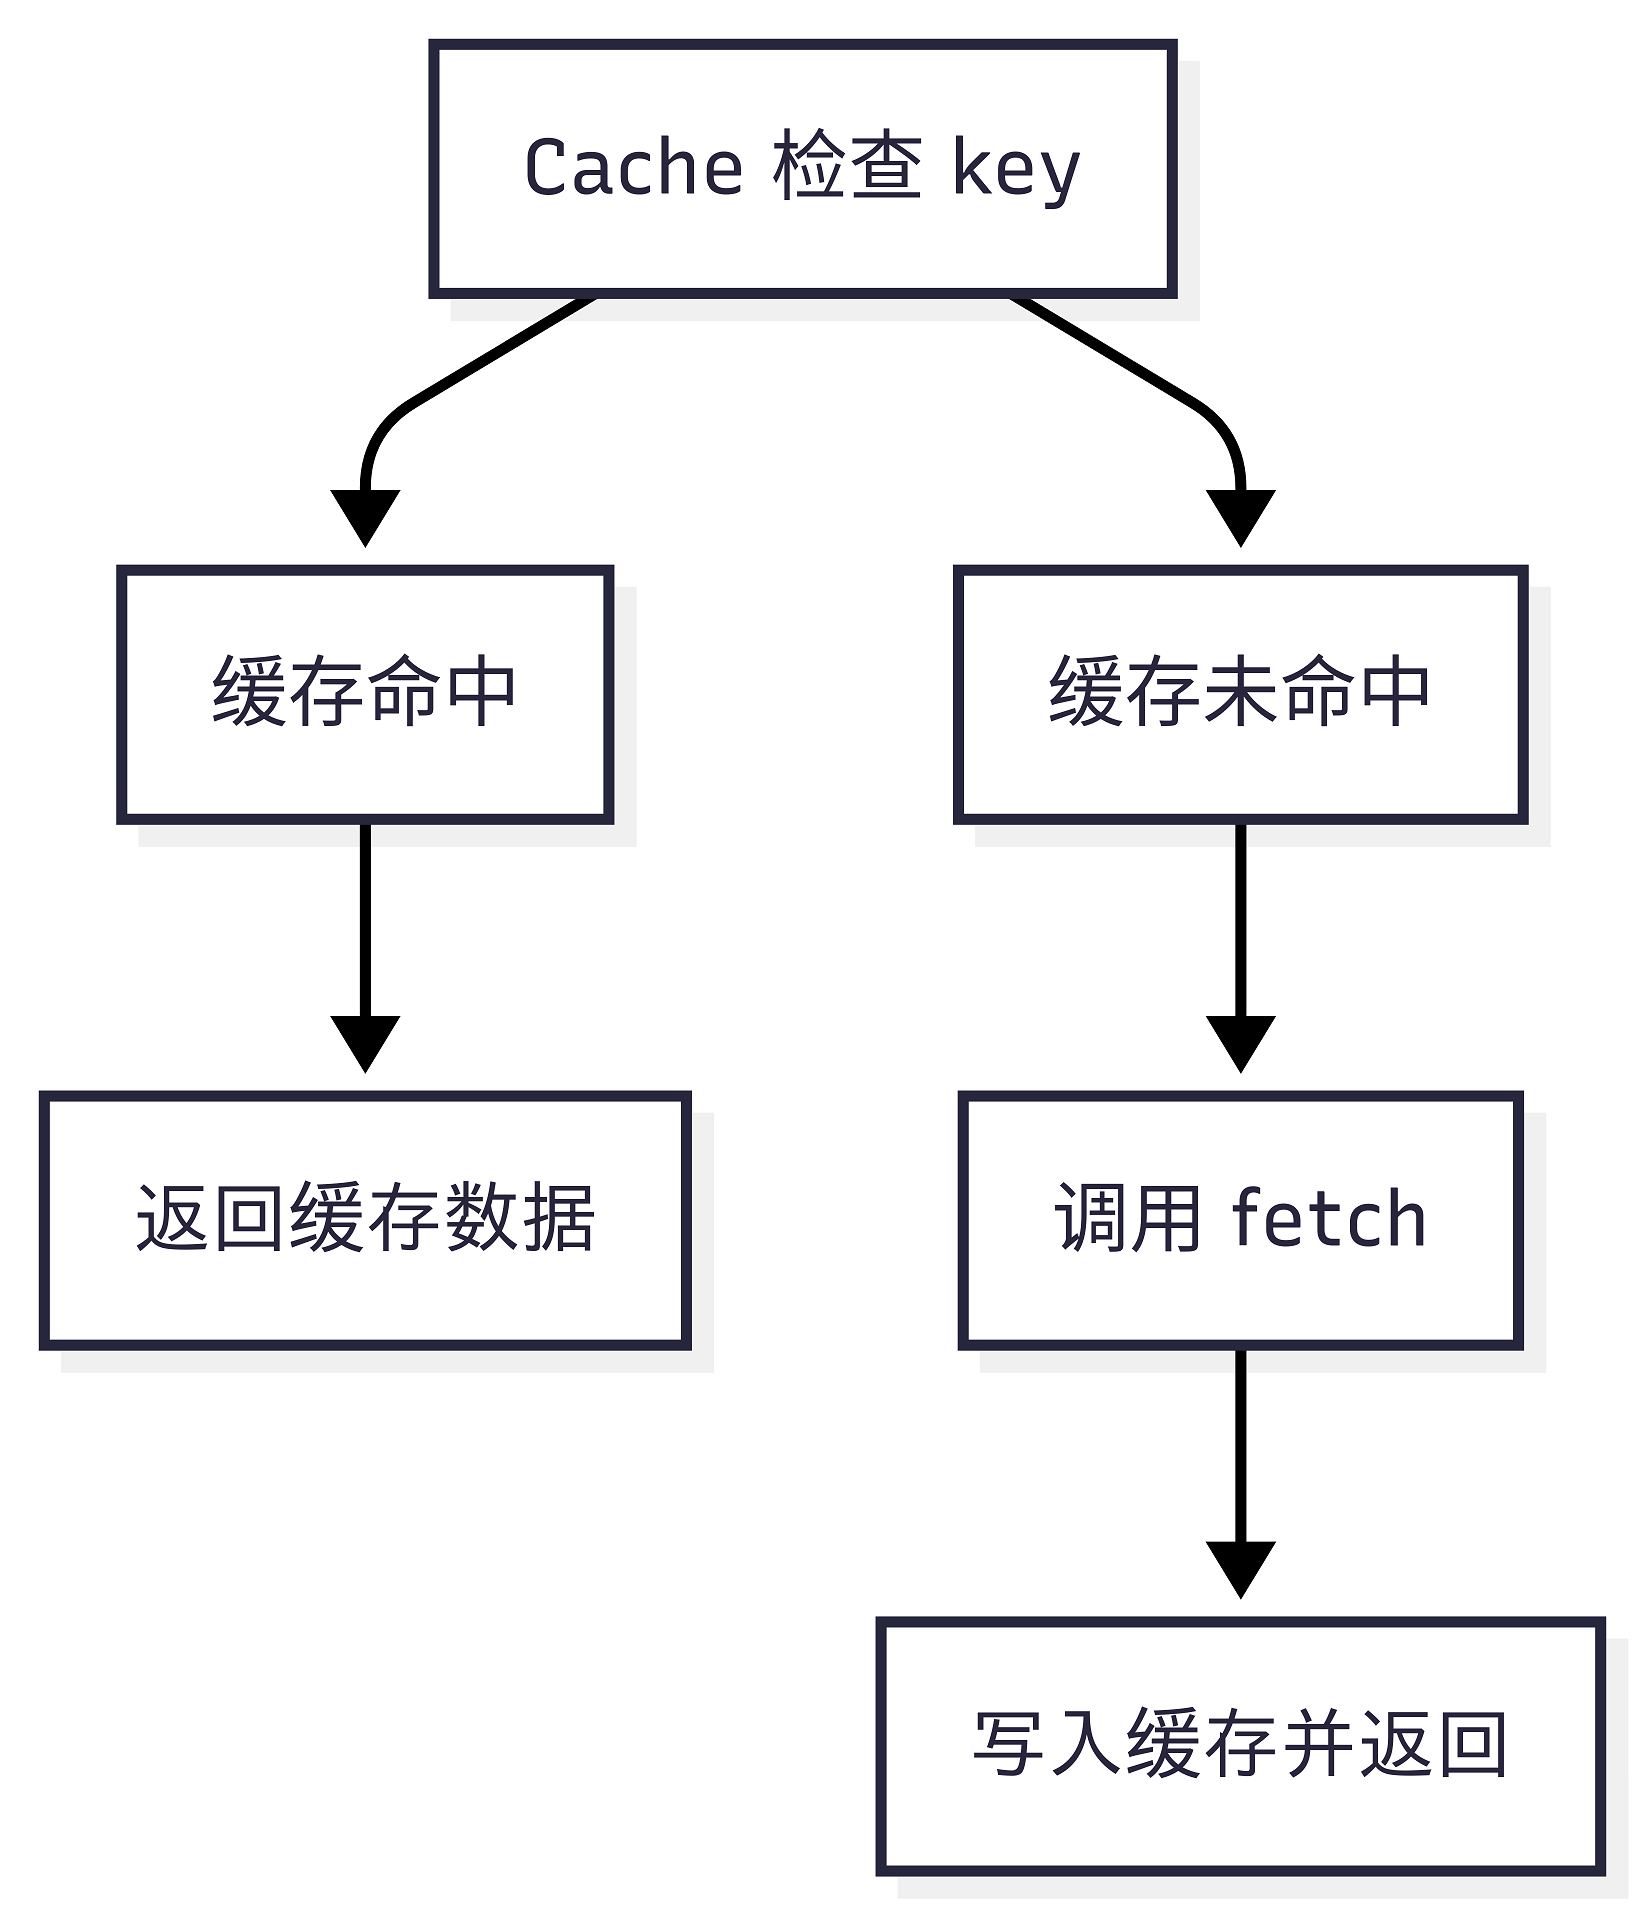 Cache 检查 key
缓存命中
缓存未命中
返回缓存数据
调用 fetch
写入缓存并返回